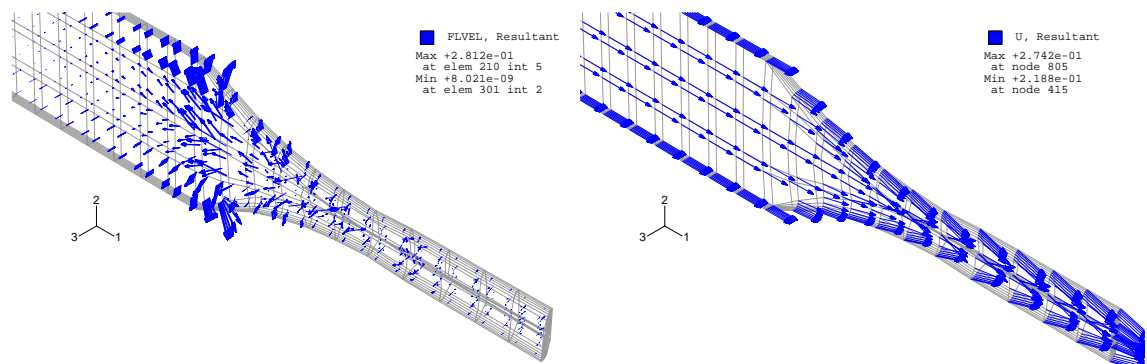 FLVEL, Resultant
Max +2.812e-01
at elem 210 int 5
Min +8.021e-09
at elem 301 int 2
2
3
1
U, Resultant
Max +2.742e-01
at node 805
Min +2.188e-01
at node 415
2
3
1